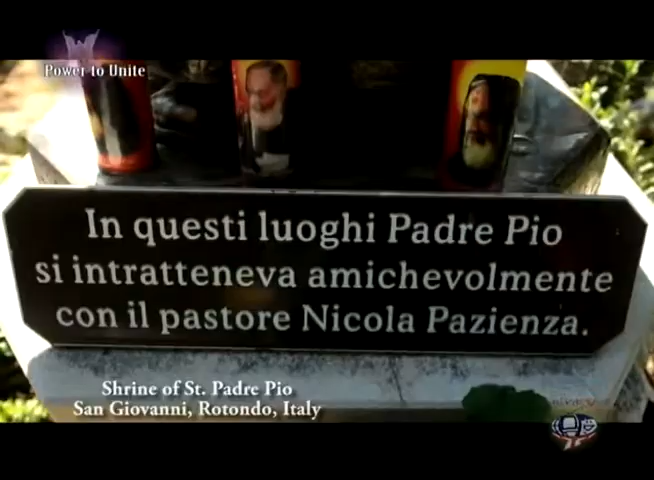 Power to Unite
In questi luoghi Padre Pio
si intratteneva amichevolmente
con il pastore Nicola Pazienza.
Shrine of St. Padre Pio
San Giovanni, Rotondo, Italy